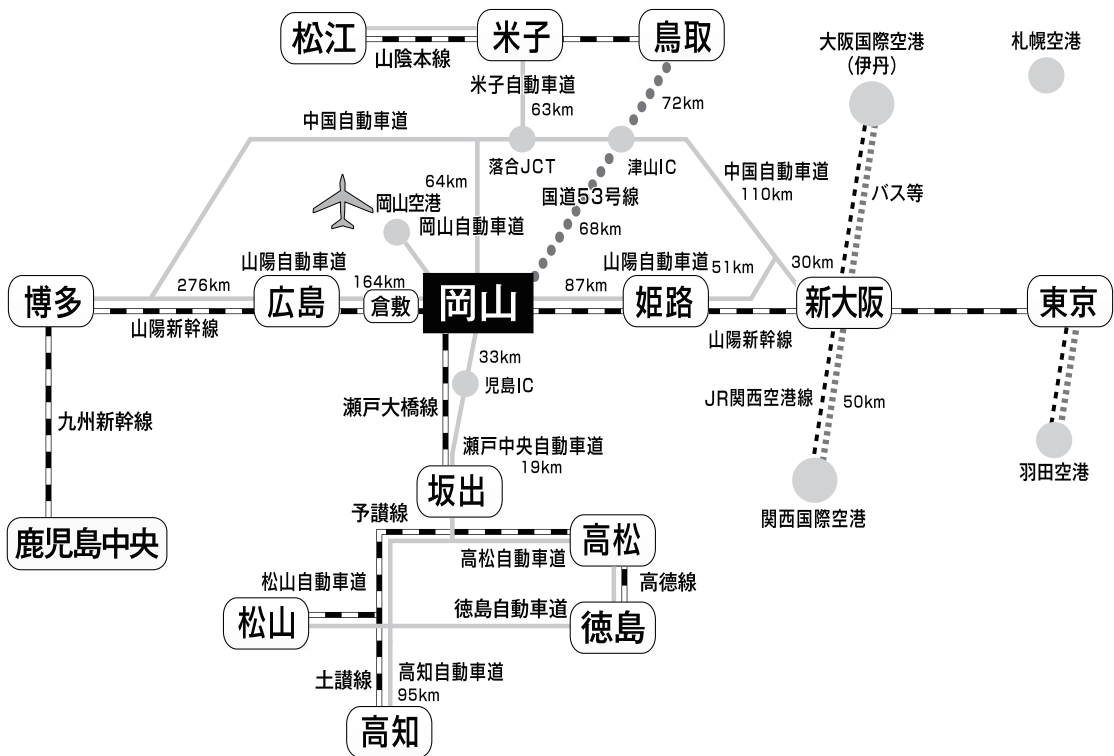 松江
米子
鳥取
山陰本線
大阪国際空港
（伊丹）
札幌空港
米子自動車道
63km
72km
中国自動車道
落合JCT
津山IC
中国自動車道
110km
64km
国道53号線
バス等
岡山空港
岡山自動車道
68km
山陽自動車道
山陽自動車道
51km
30km
276km
164km
87km
博多
広島
倉敷
岡山
姫路
新大阪
東京
山陽新幹線
山陽新幹線
33km
児島IC
瀬戸大橋線
JR関西空港線
50km
九州新幹線
瀬戸中央自動車道
19km
羽田空港
坂出
関西国際空港
予讃線
鹿児島中央
高松
高松自動車道
松山自動車道
高徳線
徳島自動車道
松山
徳島
土讃線
高知自動車道
95km
高知